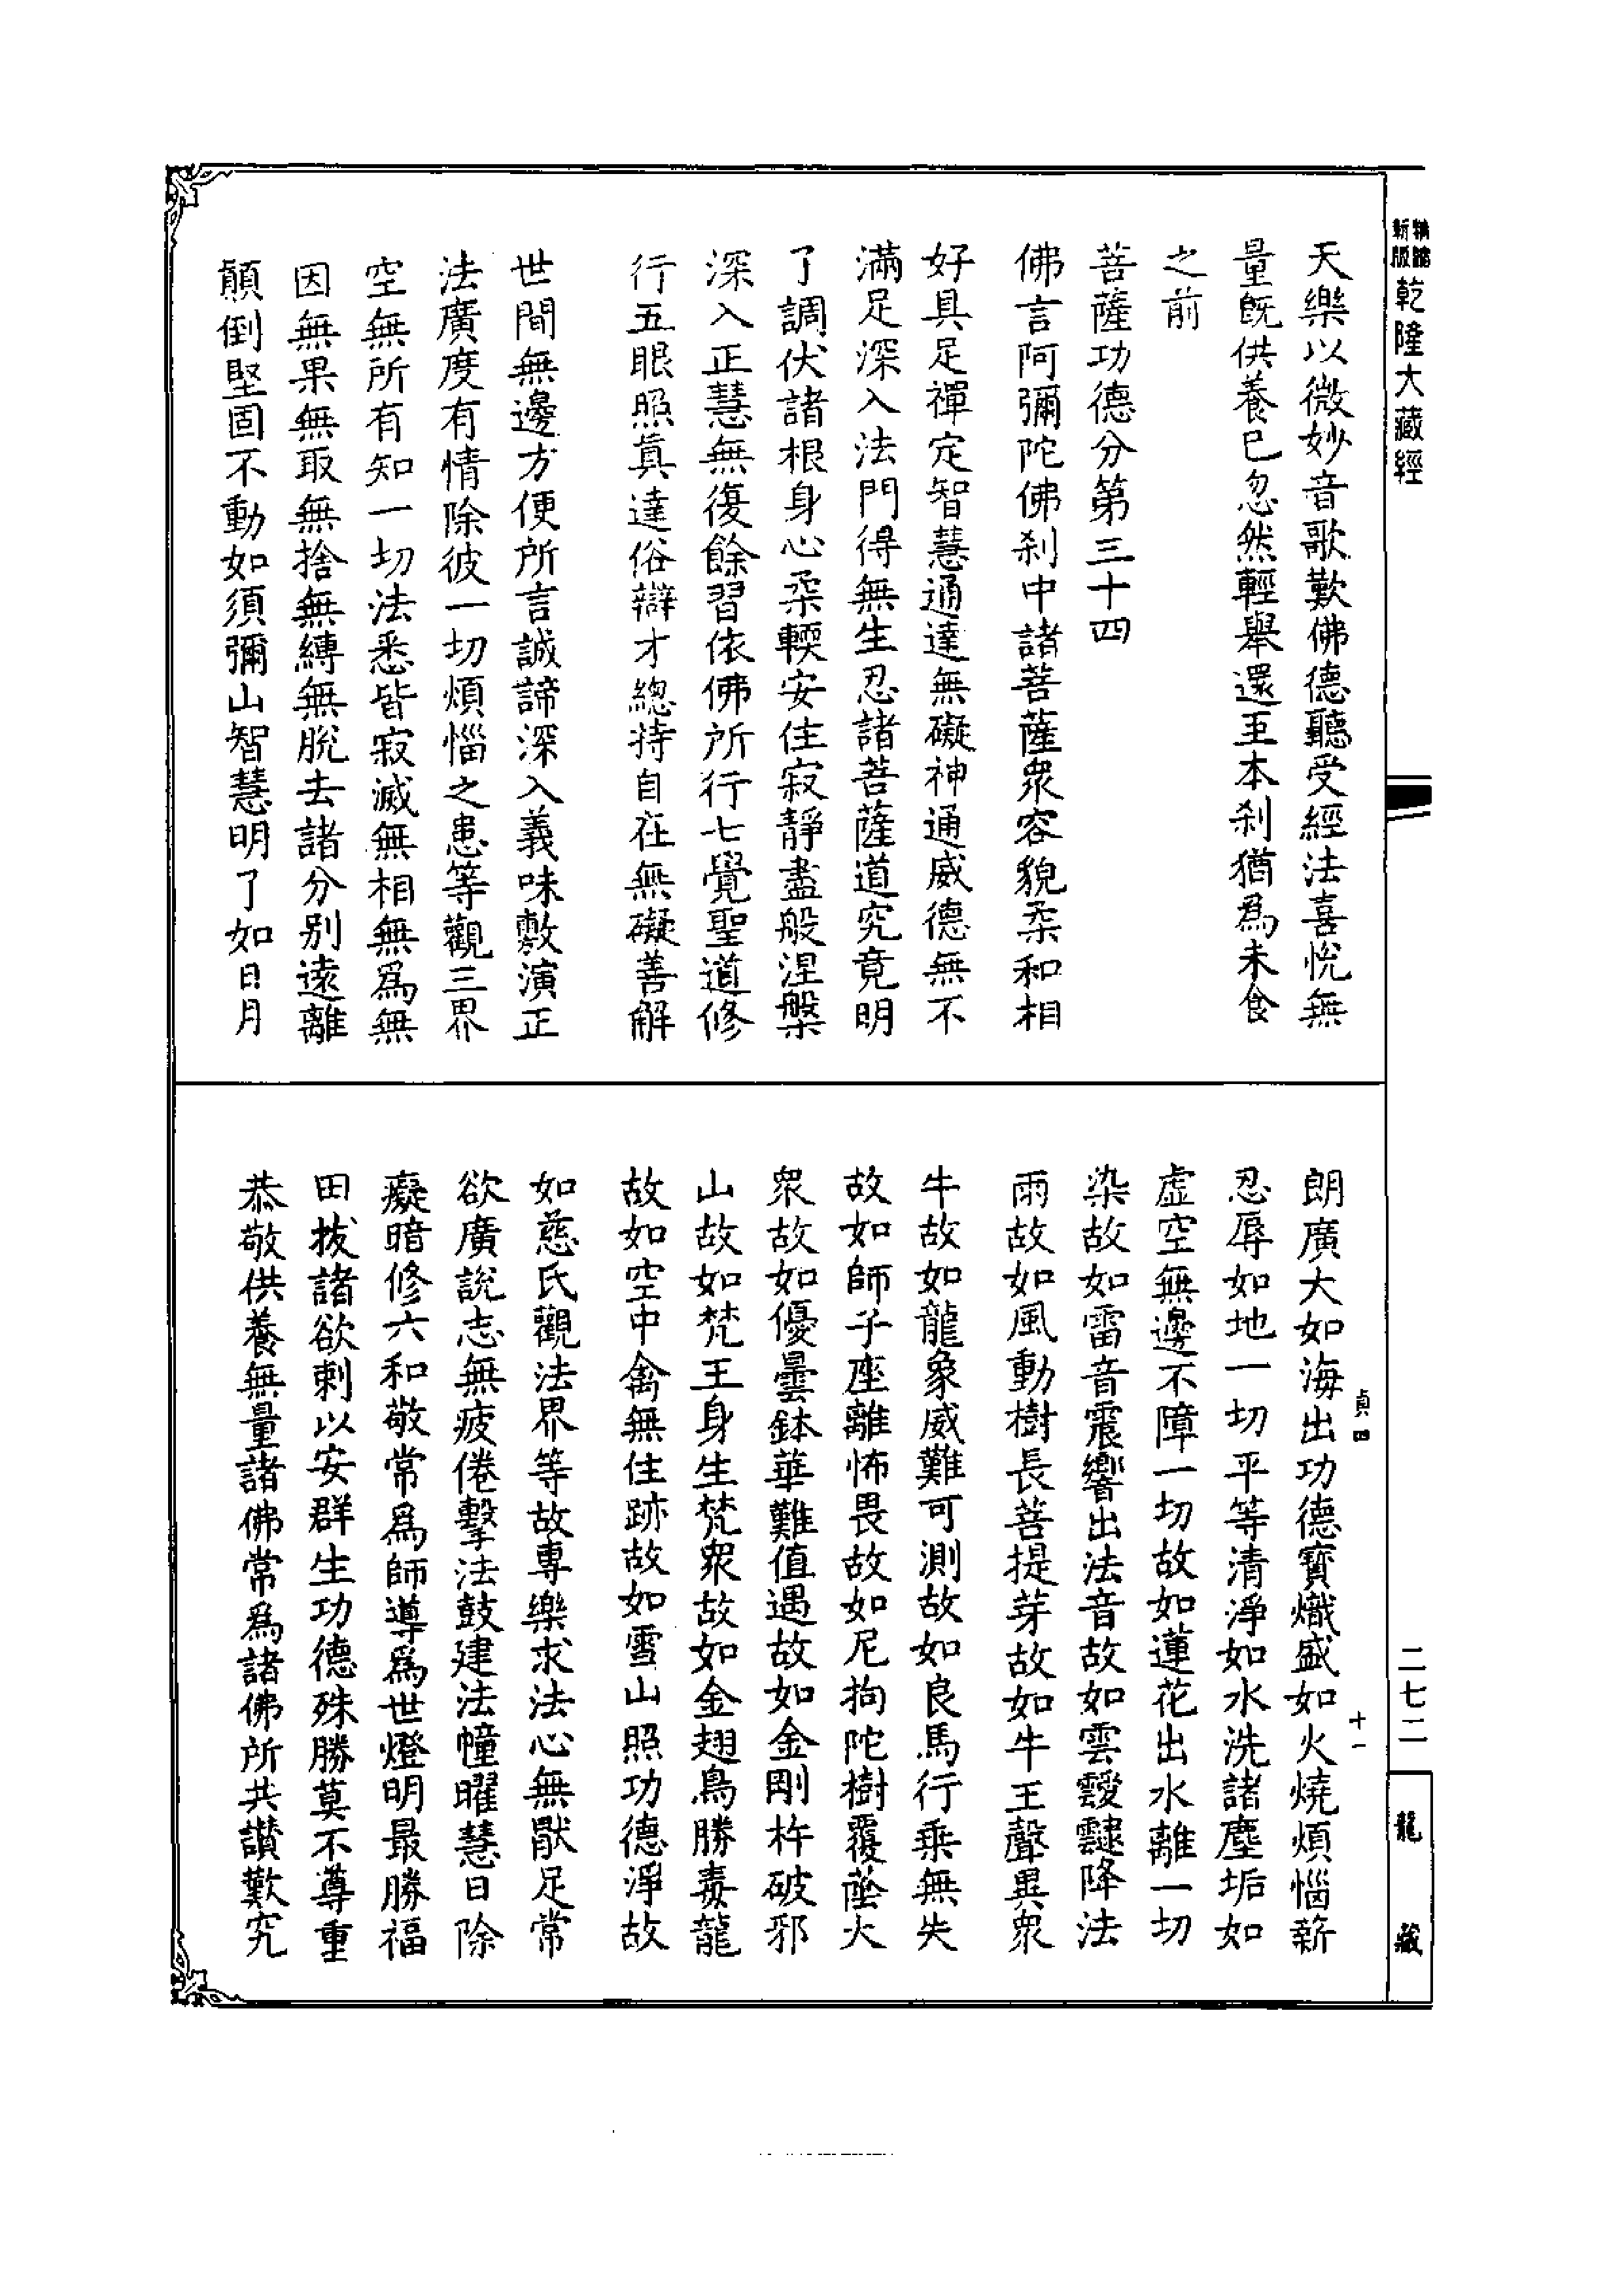 乾隆大藏經
天樂以微妙音歌歎佛德聽受經法喜悅無
量旣供養已忽然輕舉還至本刹猶爲未食
之前
菩薩功德分第三十四
佛言阿彌陀佛刹中諸菩薩衆容貌柔和相
好具足禪定智慧通達無礙神通威德無不
滿足深入法門得無生忍諸菩薩道究竟明
了調伏諸根身心柔輭安住寂靜盡般涅槃
深入正慧無復餘習依佛所行七覺聖道修
行五眼照真達俗辯才總持自在無礙善解
世間無邊方便所言誠諦深入義味敷演正
法廣度有情除彼一切煩惱之患等觀三界
空無所有知一切法悉皆寂滅無相無爲無
因無果無取無捨無縛無脫去諸分別遠離
顚倒堅固不動如須彌山智慧明了如日月
貞四
十一
朗廣大如海出功德寶熾盛如火燒煩惱薪
忍辱如地一切平等清淨如水洗諸塵垢如
虛空無邊不障一切故如蓮花出水離一切
染故如雷音震響出法音故如雲靉靆降法
雨故如風動樹長菩提芽故如牛王聲異衆
牛故如龍象威難可測故如良馬行乘無失
故如師子座離怖畏故如尼拘陀樹覆蔭大
衆故如優曇鉢華難值遇故如金剛杵破邪
山故如梵王身生梵衆故如金翅鳥勝毒龍
故如空中禽無住跡故如雪山照功德淨故
如慈氏觀法界等故專樂求法心無猒足常
欲廣說志無疲倦擊法鼓建法幢曜慧日除
癡暗修六和敬常爲師導爲世燈明最勝福
田拔諸欲刺以安群生功德殊勝莫不尊重
恭敬供養無量諸佛常爲諸佛所共讃歎究
二七二
龍藏